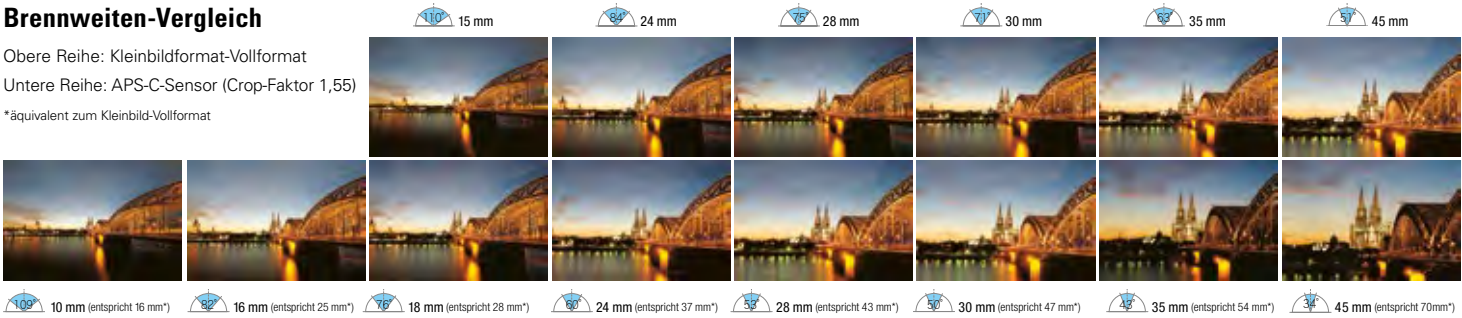 Brennweiten-Vergleich
Obere Reihe: Kleinbildformat-Vollformat
Untere Reihe: APS-C-Sensor (Crop-Faktor 1,55)
*äquivalent zum Kleinbild-Vollformat
110° 15 mm
84° 24 mm
75° 28 mm
71° 30 mm
63° 35 mm
51° 45 mm
109° 10 mm (entspricht 16 mm*)
82° 16 mm (entspricht 25 mm*)
76° 18 mm (entspricht 28 mm*)
60° 24 mm (entspricht 37 mm*)
53° 28 mm (entspricht 43 mm*)
50° 30 mm (entspricht 47 mm*)
43° 35 mm (entspricht 54 mm*)
34° 45 mm (entspricht 70mm*)